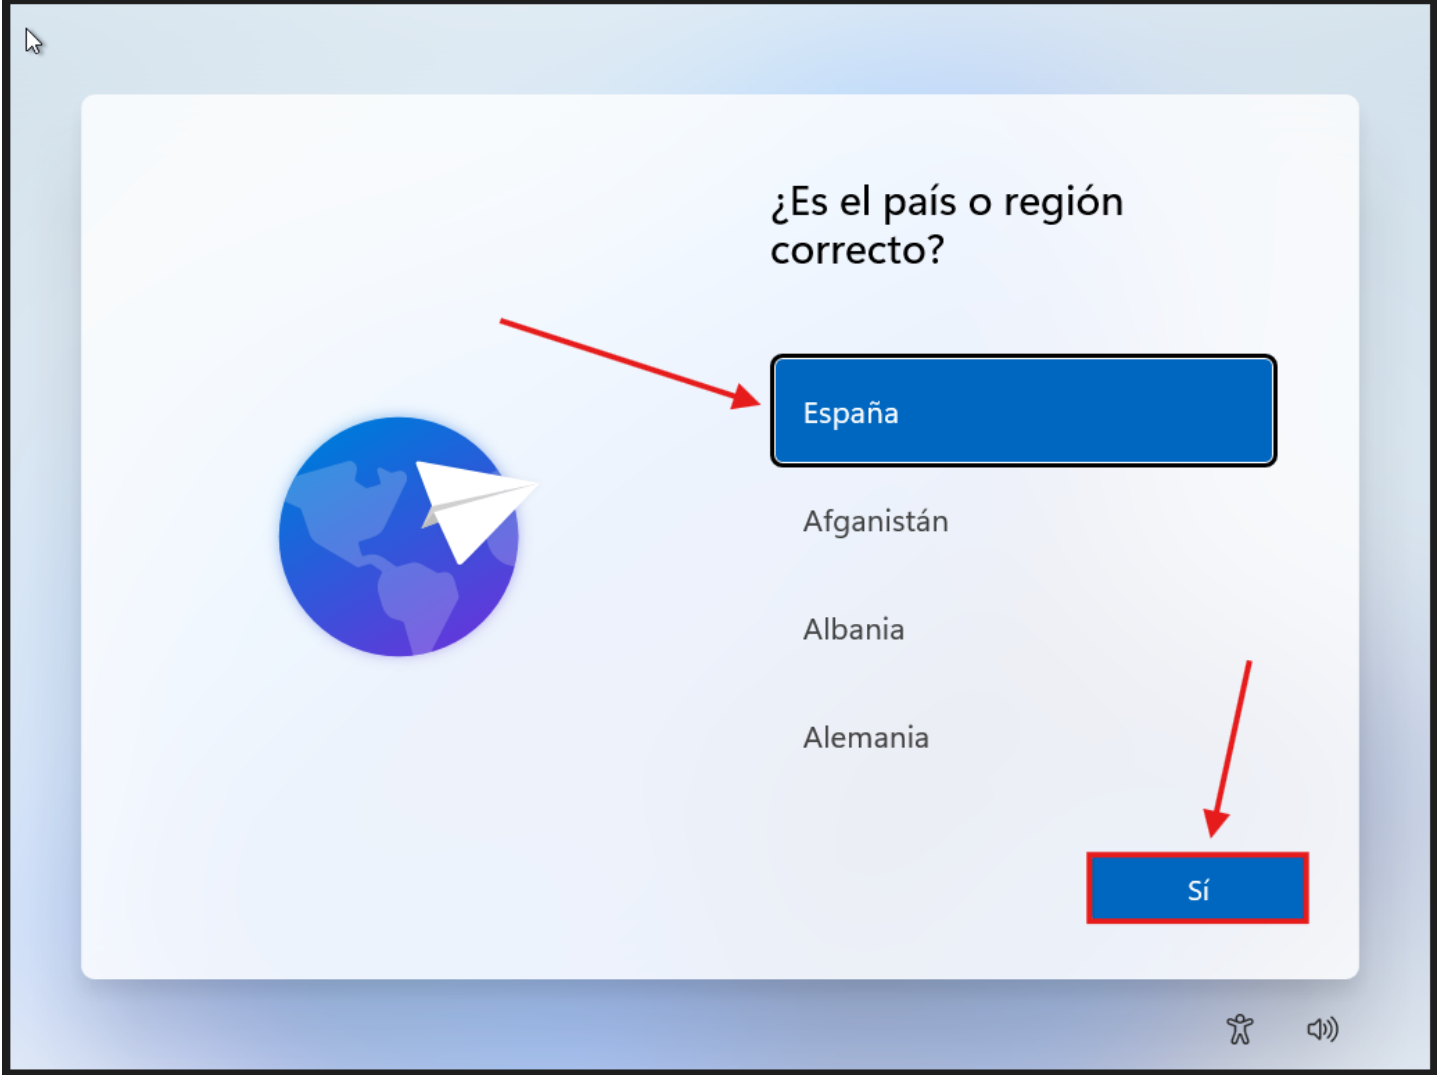 ¿Es el país o región
correcto?
España
Afganistán
Albania
Alemania
Sí